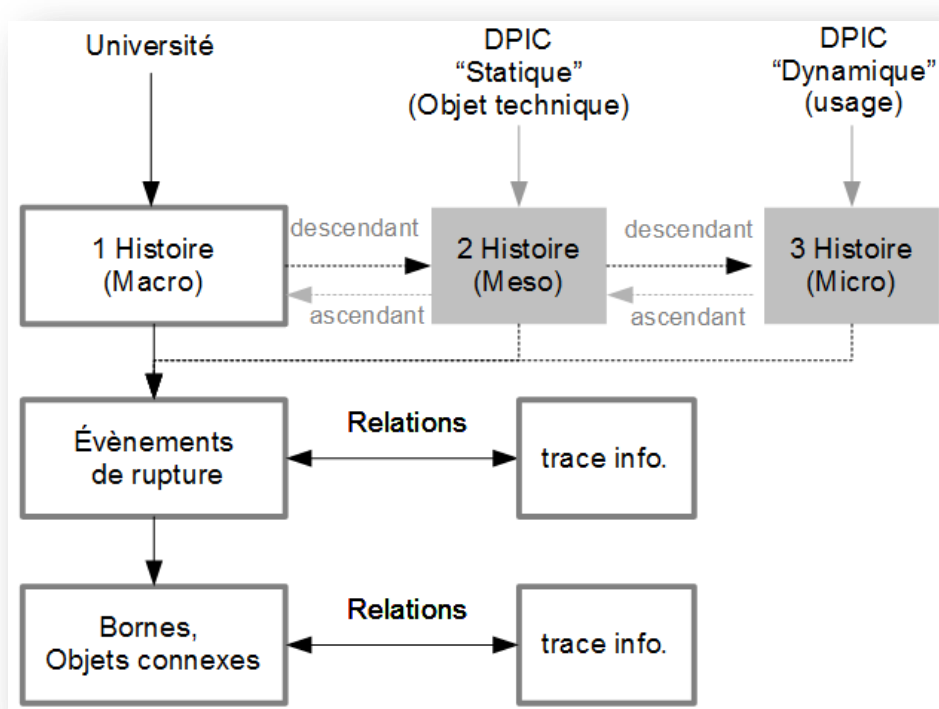 Université
DPIC
“Statique”
(Objet technique)
DPIC
“Dynamique”
(usage)
1 Histoire
(Macro)
descendant
ascendant
2 Histoire
(Meso)
descendant
ascendant
3 Histoire
(Micro)
Évènements
de rupture
Relations
trace info.
Bornes,
Objets connexes
Relations
trace info.